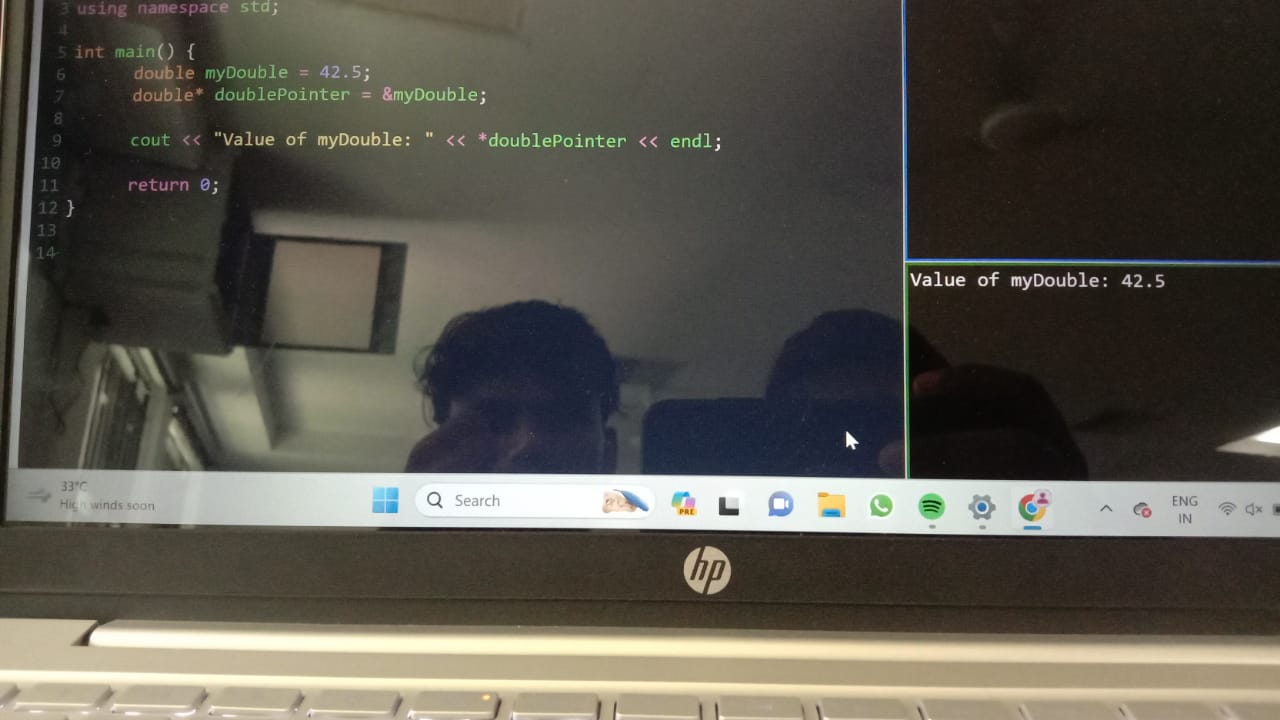 3 using namespace std;
4
5 int main() {
6 double myDouble = 42.5;
7 double* doublePointer = &myDouble;
8
9 cout << "Value of myDouble: " << *doublePointer << endl;
10
11 return 0;
12 }
13
14
Value of myDouble: 42.5
33°C
High winds soon
Search
PRE
ENG
IN
hp